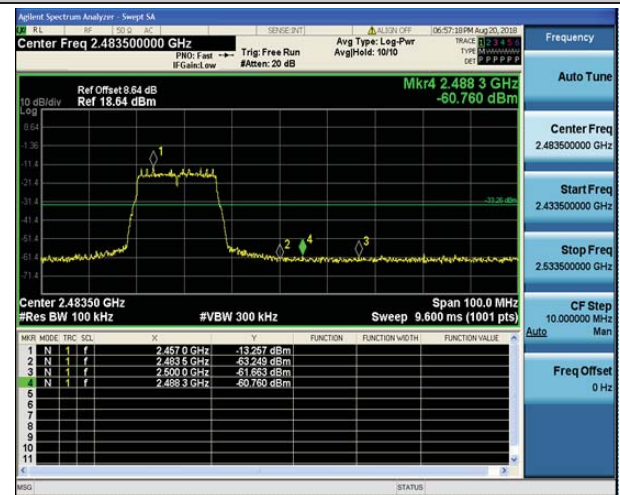 Agilent Spectrum Analyzer - Swept SA
RL RF 50 Ω AC SENSE:INT ALIGN OFF 06:57:18 PM Aug 20, 2018
Center Freq 2.483500000 GHz Avg Type: Log-Pwr TRACE 1 2 3 4 5 6
PNO: Fast Trig: Free Run Avg|Hold: 10/10 TYPE M
IFGain:Low #Atten: 20 dB DET P P P P P P
Frequency
Mkr4 2.488 3 GHz
Ref Offset 8.64 dB
10 dB/div Ref 18.64 dBm -60.760 dBm
Log
8.64
-1.36
-11.4
-21.4
-31.4
-41.4
-51.4
-61.4
-71.4
1
2
4
3
-33.26 dBm
Center 2.48350 GHz Span 100.0 MHz
#Res BW 100 kHz #VBW 300 kHz Sweep 9.600 ms (1001 pts)
MKR MODE TRC SCL X Y FUNCTION FUNCTION WIDTH FUNCTION VALUE
1 N 1 f 2.457 0 GHz -13.257 dBm
2 N 1 f 2.483 5 GHz -63.249 dBm
3 N 1 f 2.500 0 GHz -61.663 dBm
4 N 1 f 2.488 3 GHz -60.760 dBm
5
6
7
8
9
10
11
MSG STATUS
Auto Tune
Center Freq
2.483500000 GHz
Start Freq
2.433500000 GHz
Stop Freq
2.533500000 GHz
CF Step
10.000000 MHz
Auto Man
Freq Offset
0 Hz